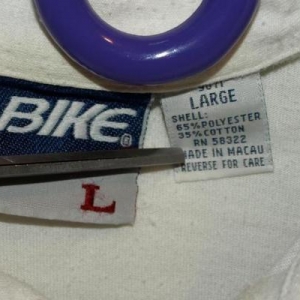 BIKE®
L
LARGE
SHELL:
65% POLYESTER
35% COTTON
RN 58322
MADE IN MACAU
REVERSE FOR CARE